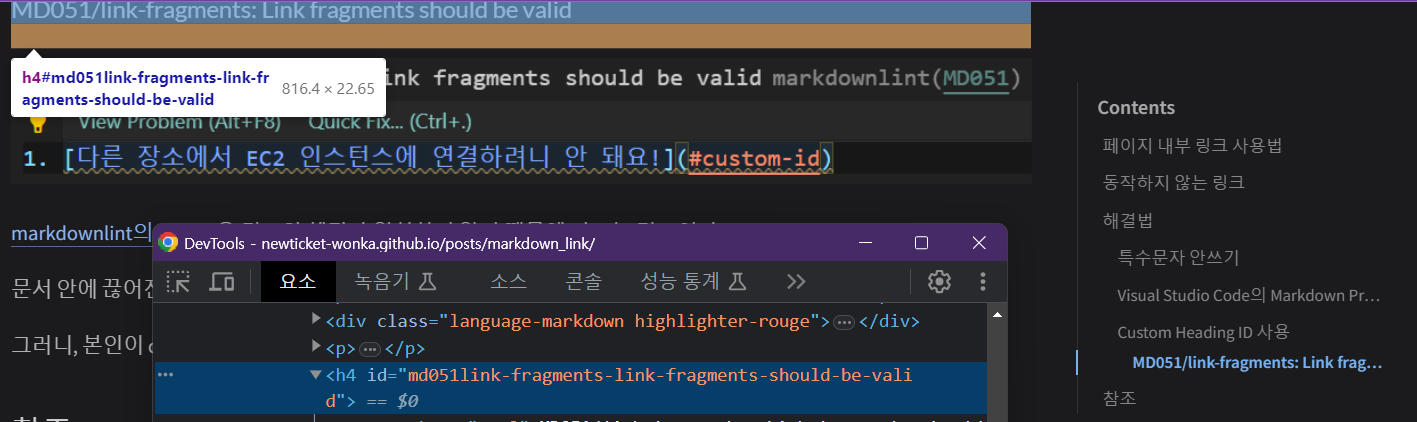 MD051/link-fragments: Link fragments should be valid
h4#md051link-fragments-link-fr
agments-should-be-valid
816.4 × 22.65
ink fragments should be valid markdownlint(MD051)
View Problem (Alt+F8) Quick Fix... (Ctrl+.)
1. [다른 장소에서 EC2 인스턴스에 연결하려니 안 돼요!](#custom-id)
markdownlint의
문서 안에 끊어진
그러니, 본인이
DevTools - newticket-wonka.github.io/posts/markdown_link/
요소 녹음기 소스 콘솔 성능 통계
<div class="language-markdown highlighter-rouge">…</div>
<p>…</p>
<h4 id="md051link-fragments-link-fragments-should-be-vali
d"> == $0
Contents
페이지 내부 링크 사용법
동작하지 않는 링크
해결법
특수문자 안쓰기
Visual Studio Code의 Markdown Pr...
Custom Heading ID 사용
MD051/link-fragments: Link frag...
참조